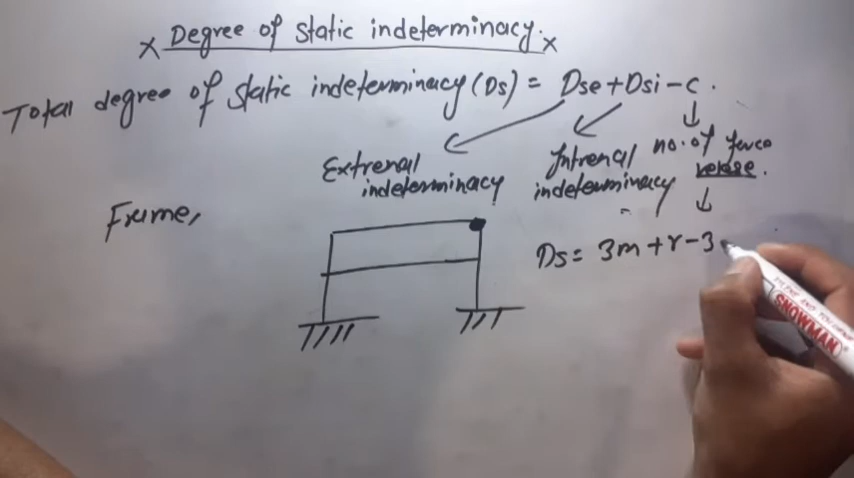 x Degree of static indeterminacy. x
Total degree of static indeterminacy (Ds) = Dse + Dsi - c.
Extrenal
indeterminacy
Intrenal
indeterminacy
no. of force
relese.
Frame,
Ds = 3m + r - 3
SNOWMAN